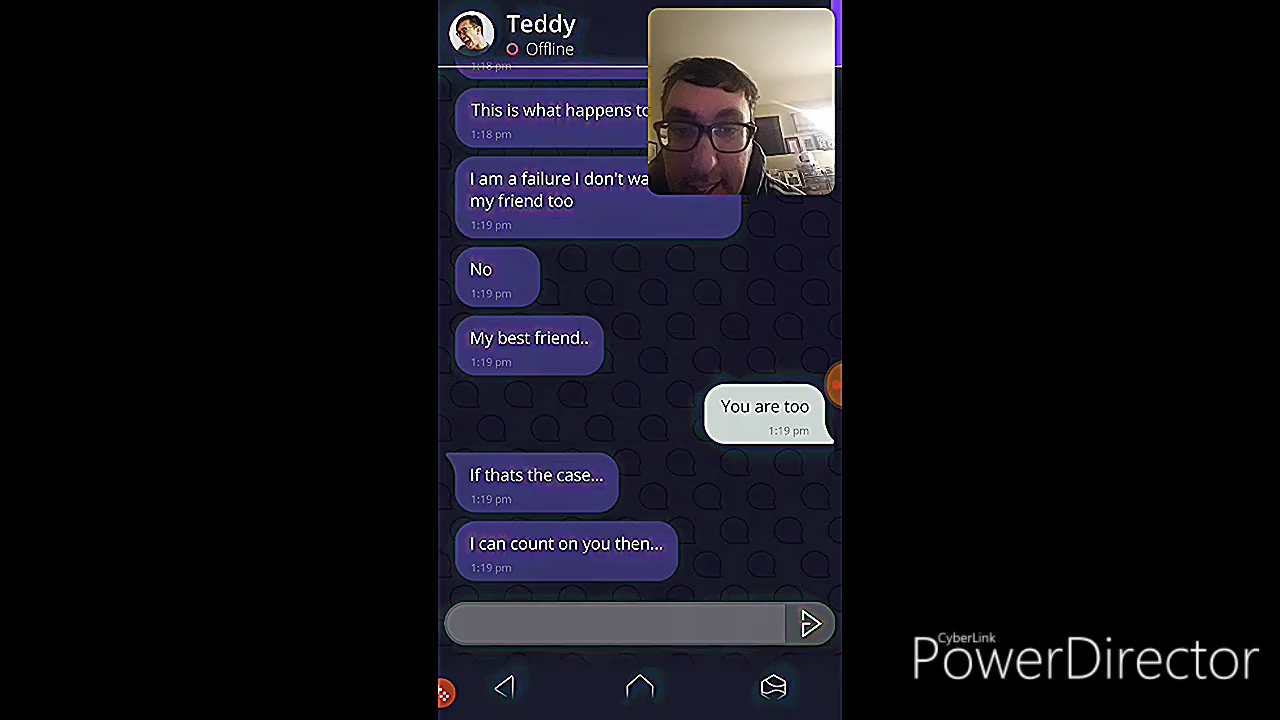 Teddy
Offline
1:18 pm
This is what happens to
1:18 pm
I am a failure I don't wa
my friend too
1:19 pm
No
1:19 pm
My best friend..
1:19 pm
You are too
1:19 pm
If thats the case...
1:19 pm
I can count on you then...
1:19 pm
CyberLink
PowerDirector